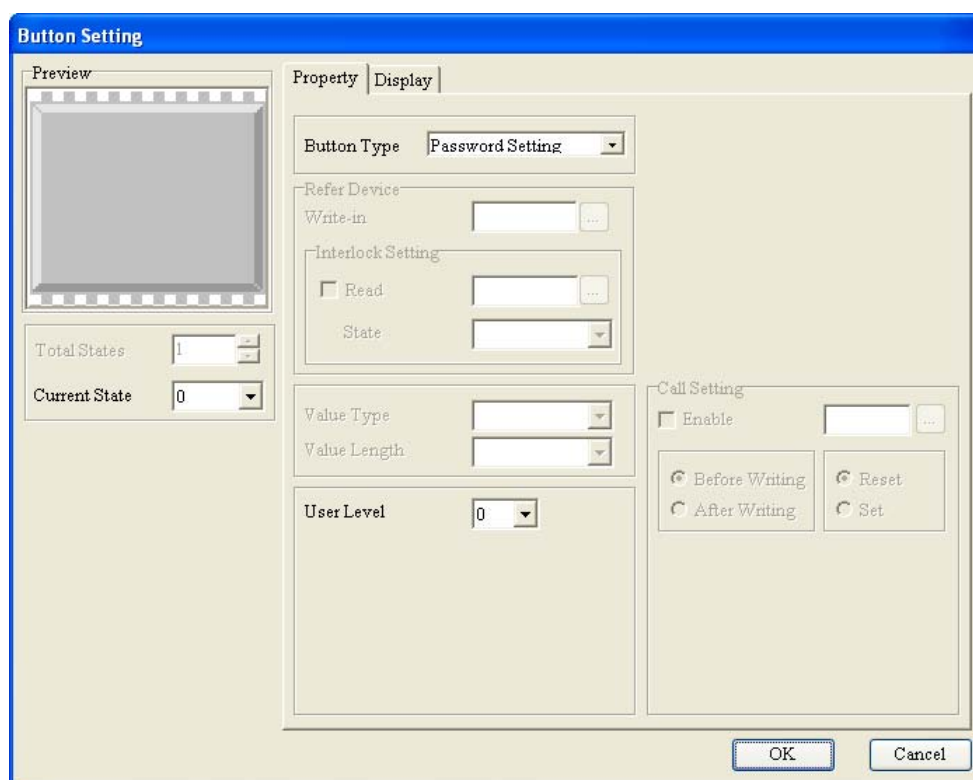 Button Setting
Preview
Total States 1
Current State 0
Property Display
Button Type Password Setting
Refer Device
Write-in ...
Interlock Setting
Read ...
State
Value Type
Value Length
User Level 0
Call Setting
Enable ...
Before Writing Reset
After Writing Set
OK Cancel